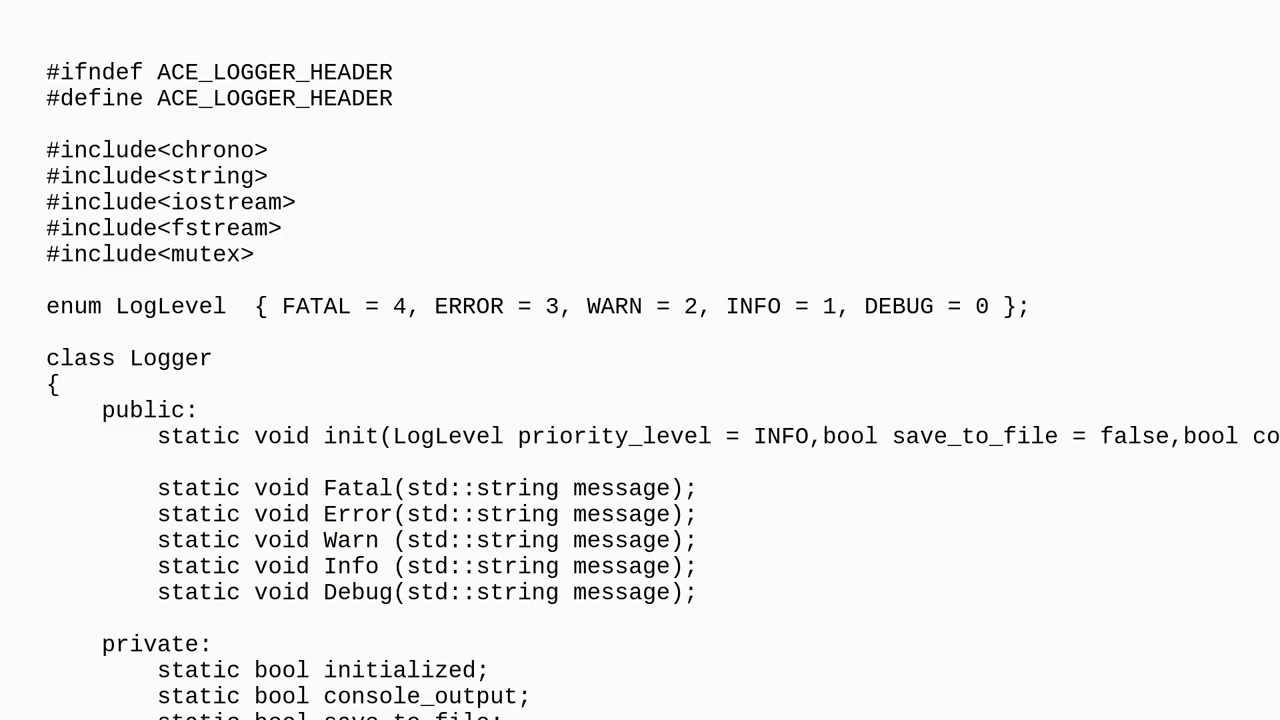 #ifndef ACE_LOGGER_HEADER
#define ACE_LOGGER_HEADER
#include<chrono>
#include<string>
#include<iostream>
#include<fstream>
#include<mutex>
enum LogLevel  { FATAL = 4, ERROR = 3, WARN = 2, INFO = 1, DEBUG = 0 };
class Logger
{
    public:
        static void init(LogLevel priority_level = INFO,bool save_to_file = false,bool co
        static void Fatal(std::string message);
        static void Error(std::string message);
        static void Warn (std::string message);
        static void Info (std::string message);
        static void Debug(std::string message);
    private:
        static bool initialized;
        static bool console_output;
        static bool save_to_file;